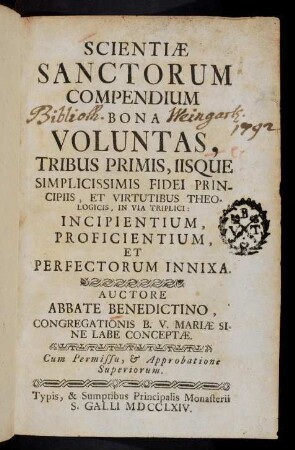 SCIENTIÆ
SANCTORUM
COMPENDIUM
Biblioth. BONA Weingart.
1792
VOLUNTAS,
TRIBUS PRIMIS, IISQUE
SIMPLICISSIMIS FIDEI PRIN-
CIPIIS, ET VIRTUTIBUS THEO-
LOGICIS, IN VIA TRIPLICI:
INCIPIENTIUM,
PROFICIENTIUM,
ET
PERFECTORUM INNIXA.
AUCTORE
ABBATE BENEDICTINO,
CONGREGATIONIS B. V. MARIÆ SI-
NE LABE CONCEPTÆ.
Cum Permissu, & Approbatione
Superiorum.
Typis, & Sumptibus Principalis Monasterii
S. GALLI MDCCLXIV.